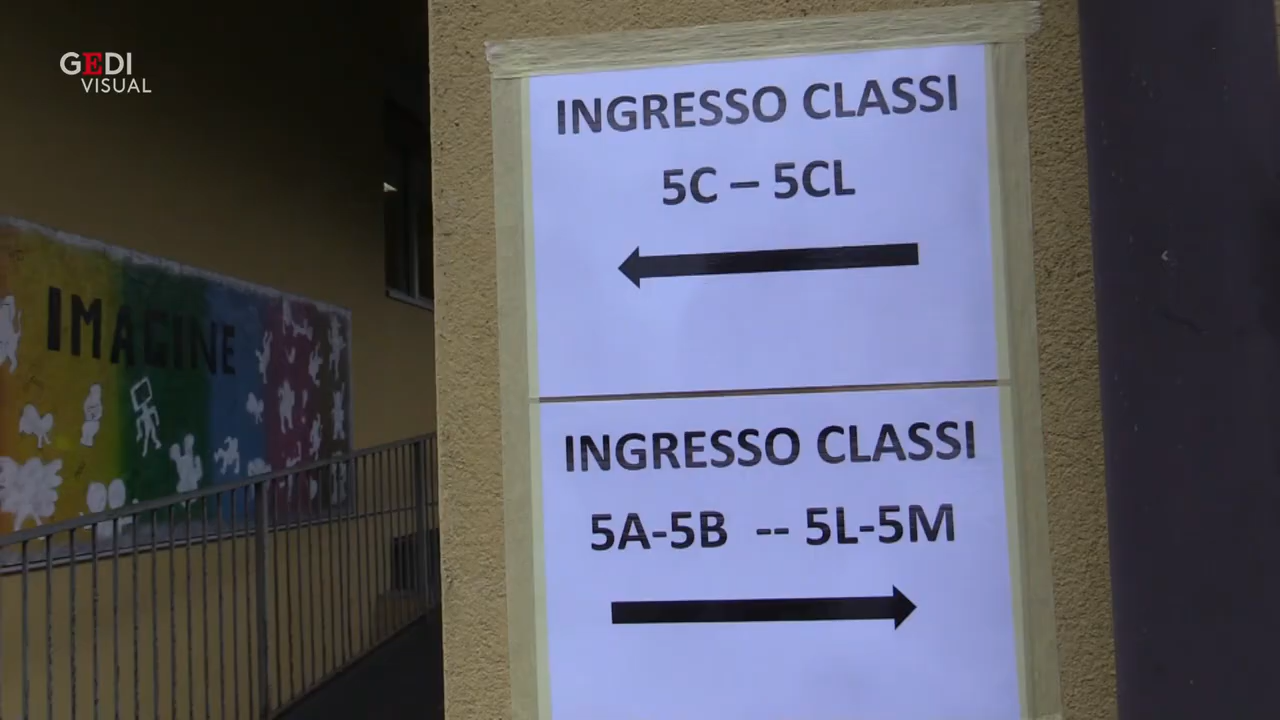 GEDI
VISUAL
IMAGINE
INGRESSO CLASSI
5C – 5CL
INGRESSO CLASSI
5A-5B -- 5L-5M